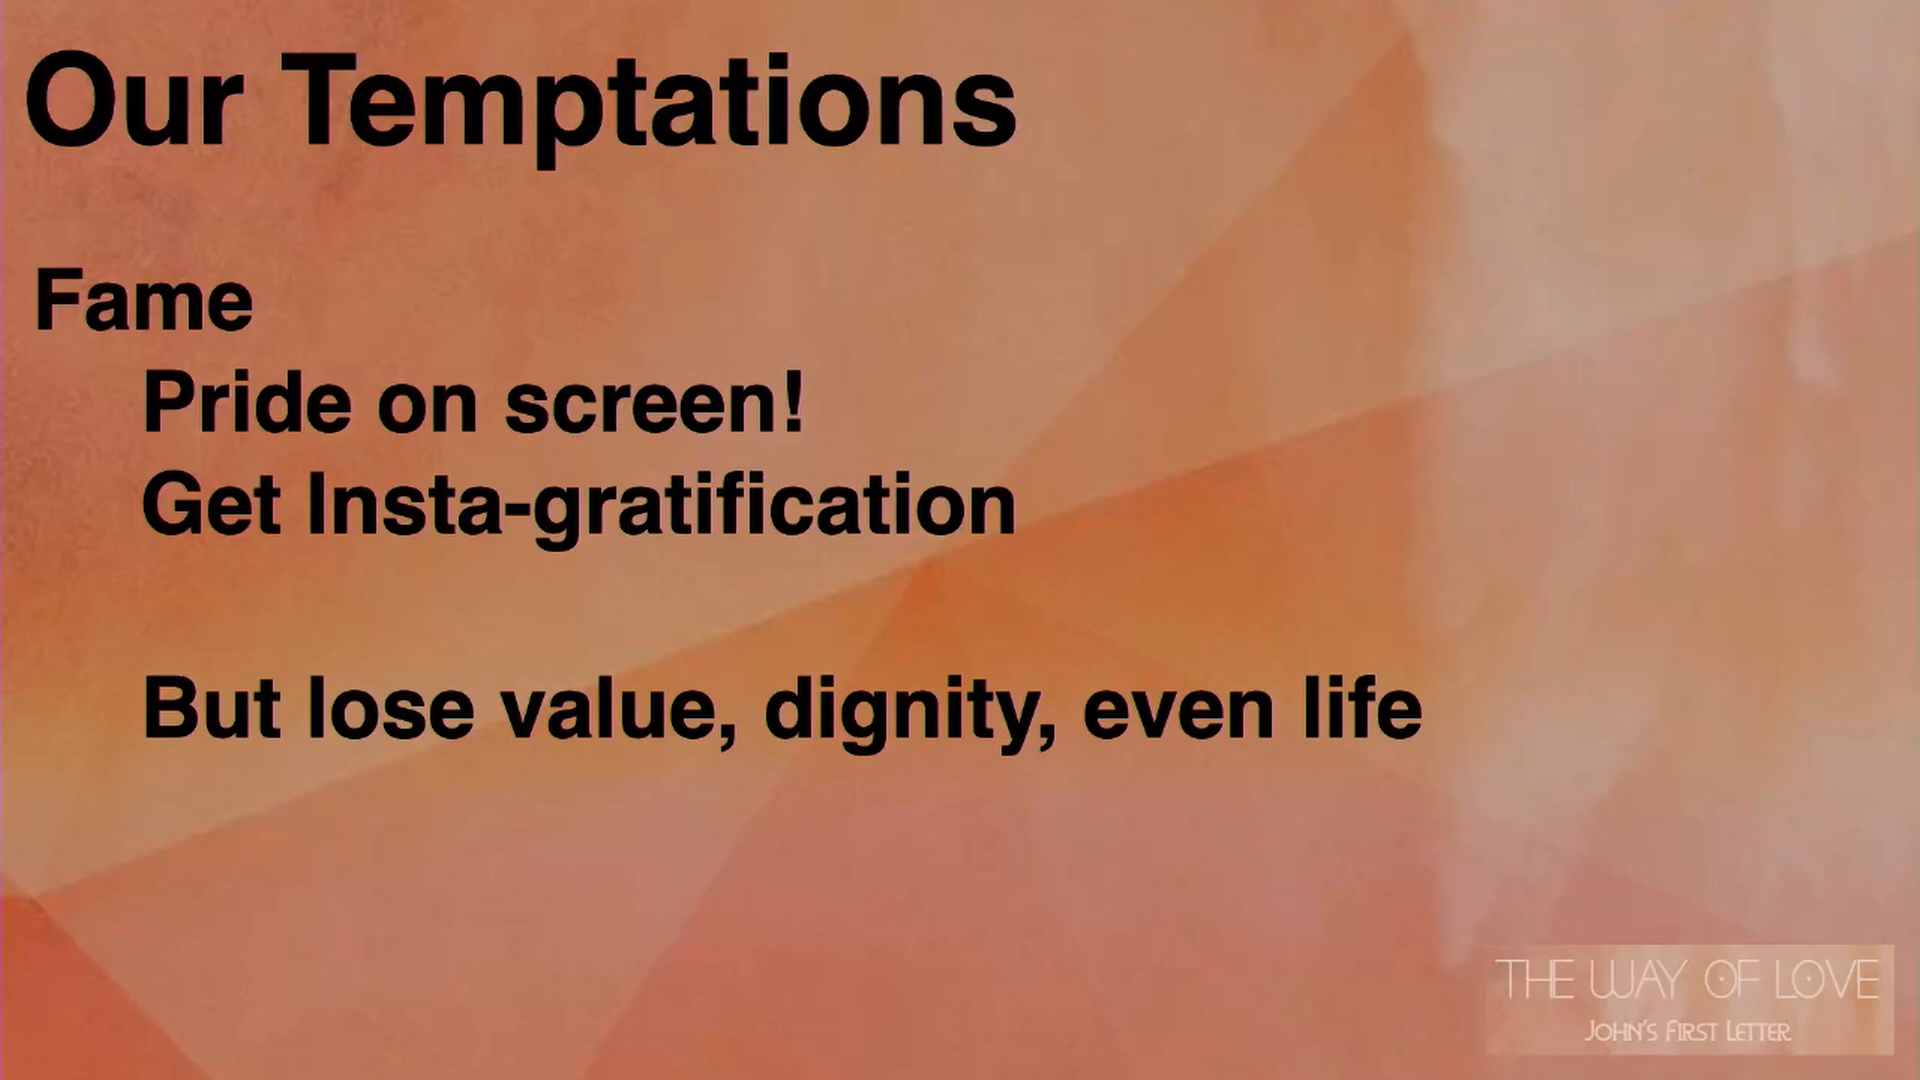 Our Temptations
Fame
Pride on screen!
Get Insta-gratification
But lose value, dignity, even life
THE WAY OF LOVE
JOHN'S FIRST LETTER